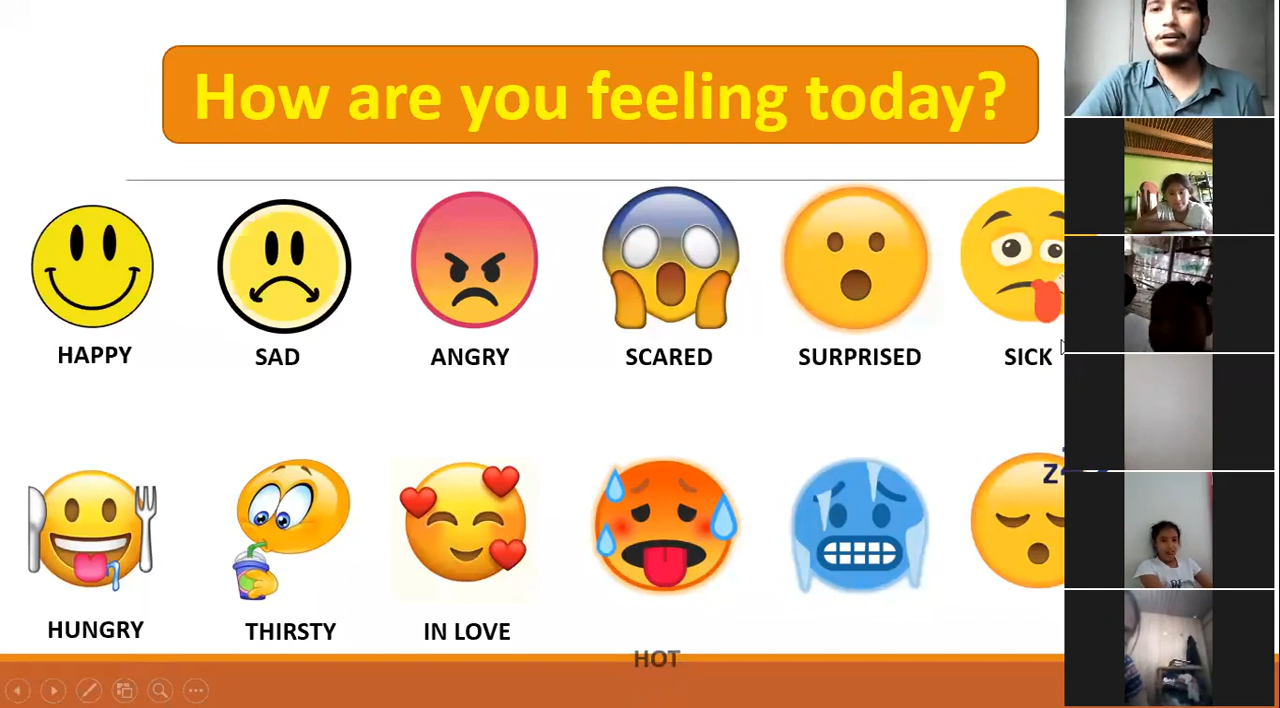 How are you feeling today?
HAPPY SAD ANGRY SCARED SURPRISED SICK
HUNGRY THIRSTY IN LOVE
HOT